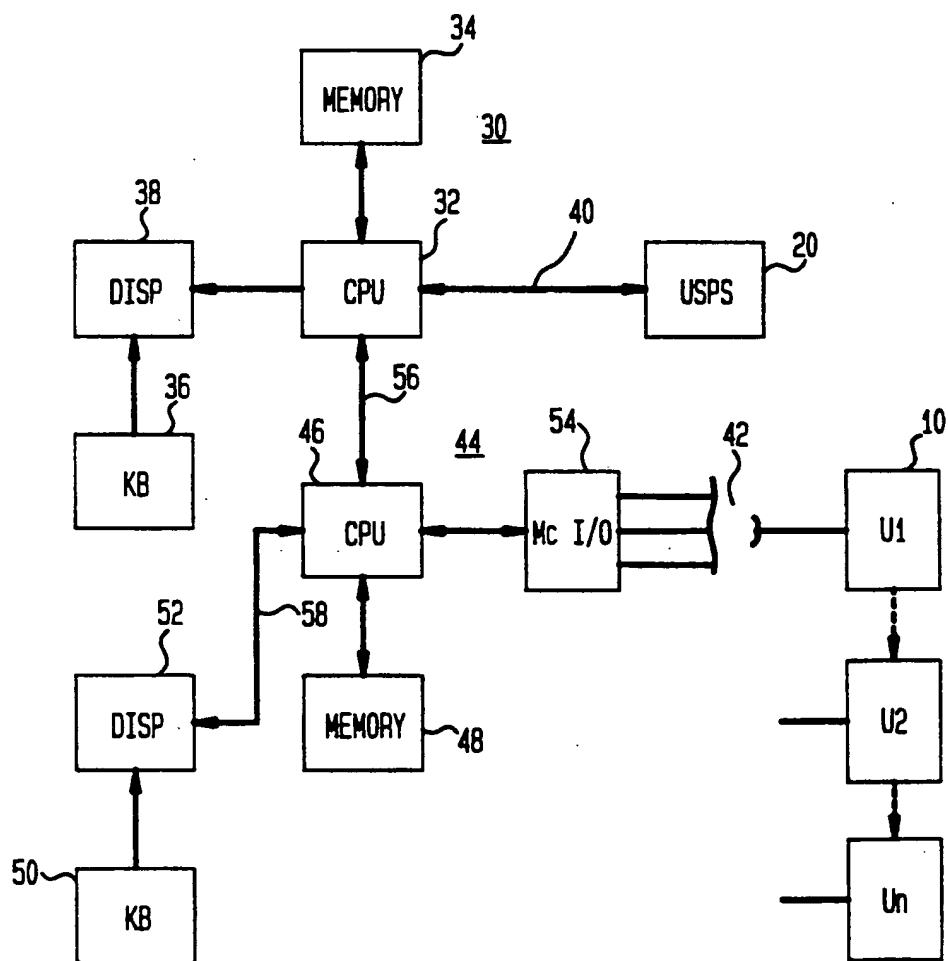 34
MEMORY
30
38
32
40
20
DISP
CPU
USPS
36
56
KB
46
44
54
42
10
CPU
Mc I/O
U1
52
58
DISP
MEMORY
48
U2
50
KB
Un